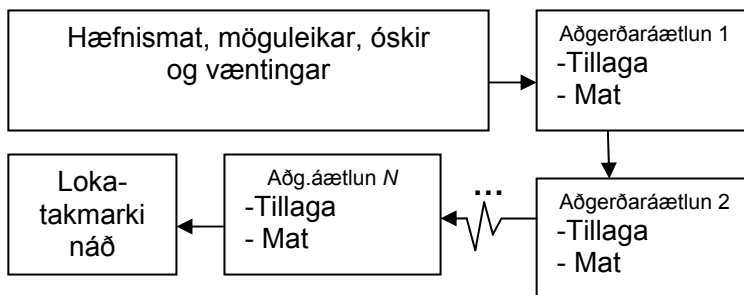 Hæfnismat, möguleikar, óskir
og væntingar
Aðgerðaráætlun 1
-Tillaga
- Mat
Aðgerðaráætlun 2
-Tillaga
- Mat
...
Aðg.áætlun N
-Tillaga
- Mat
Loka-
takmarki
náð